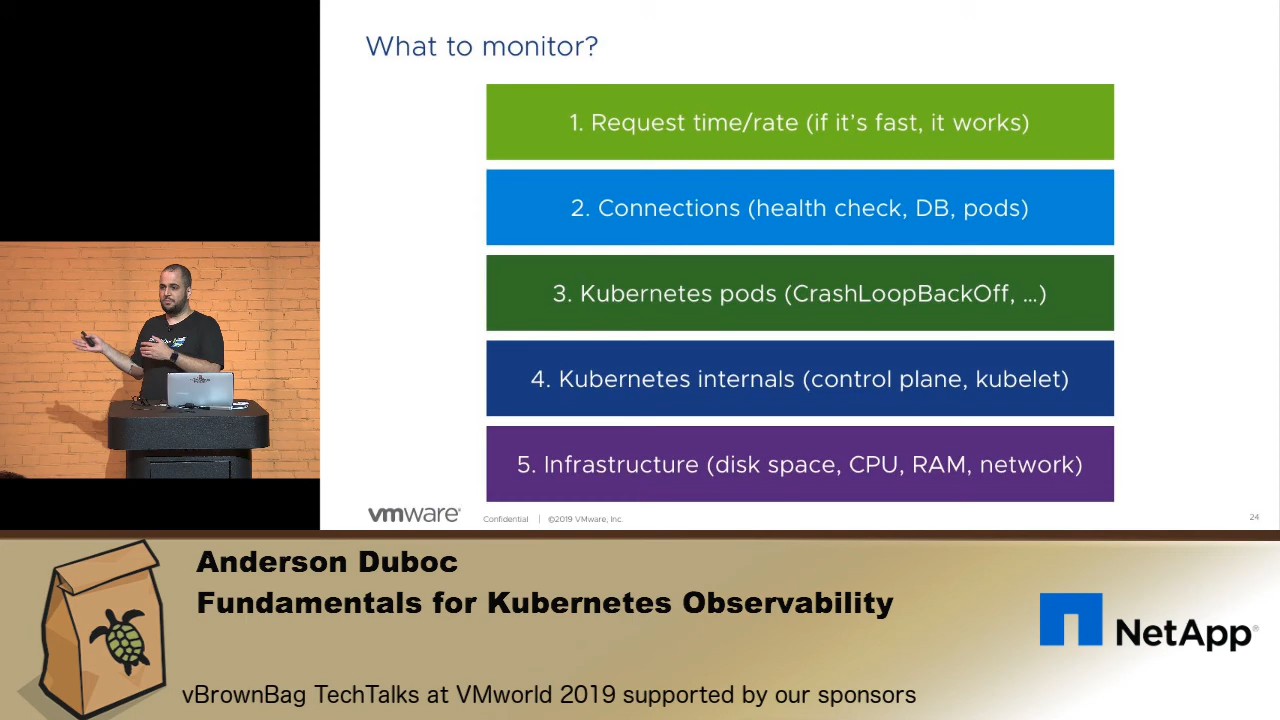 What to monitor?
1. Request time/rate (if it's fast, it works)
2. Connections (health check, DB, pods)
3. Kubernetes pods (CrashLoopBackOff, ...)
4. Kubernetes internals (control plane, kubelet)
5. Infrastructure (disk space, CPU, RAM, network)
vmware®
Confidential | ©2019 VMware, Inc.
24
Anderson Duboc
Fundamentals for Kubernetes Observability
NetApp®
vBrownBag TechTalks at VMworld 2019 supported by our sponsors